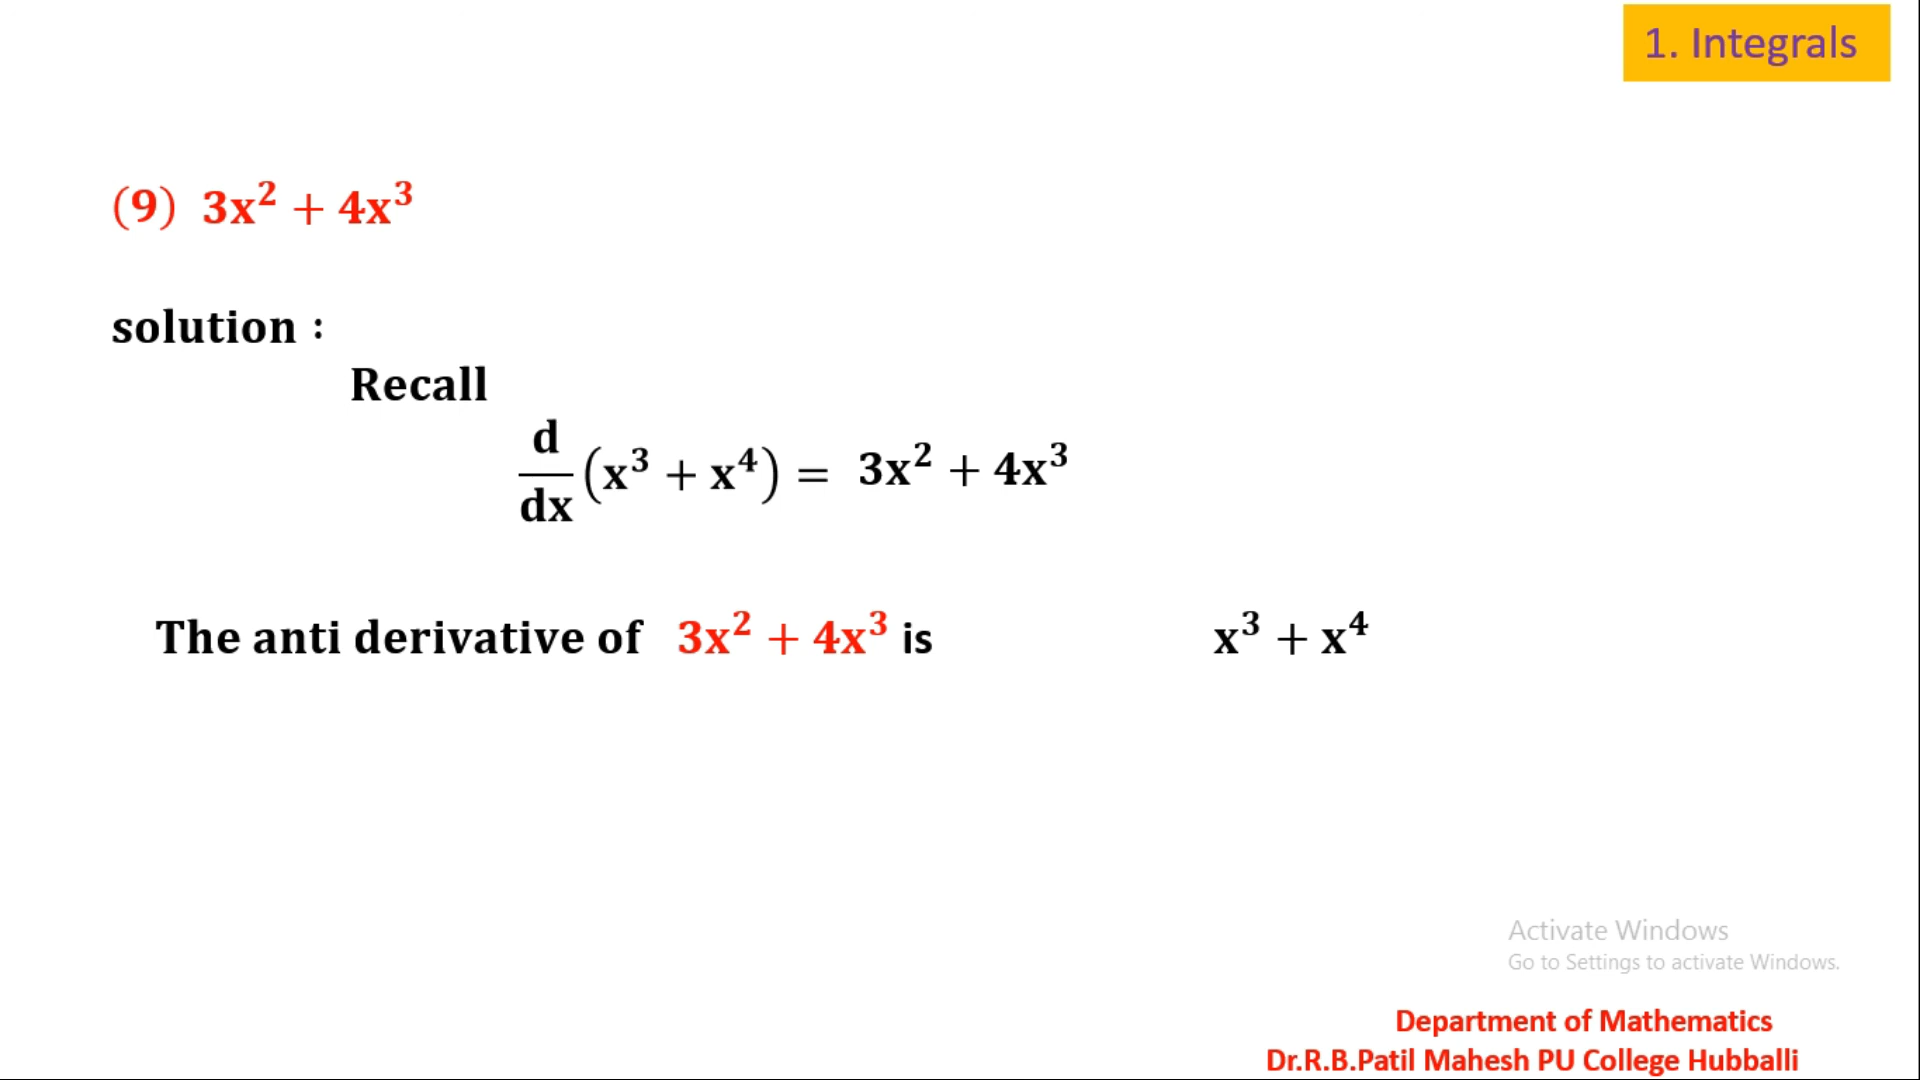 1. Integrals
(9) 3x² + 4x³
solution :
Recall
d/dx (x³ + x⁴) = 3x² + 4x³
The anti derivative of 3x² + 4x³ is x³ + x⁴
Activate Windows
Go to Settings to activate Windows.
Department of Mathematics
Dr.R.B.Patil Mahesh PU College Hubballi